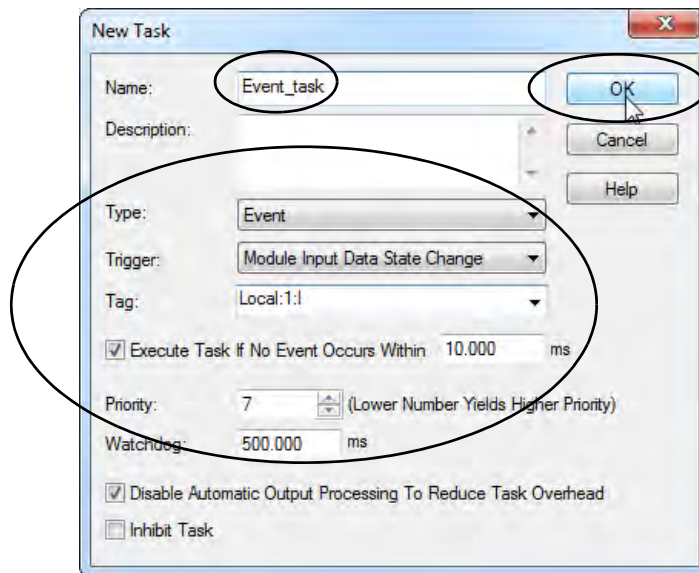 New Task
Name: Event_task OK
Description: Cancel
Help
Type: Event
Trigger: Module Input Data State Change
Tag: Local:1:I
Execute Task If No Event Occurs Within 10.000 ms
Priority: 7 (Lower Number Yields Higher Priority)
Watchdog: 500.000 ms
Disable Automatic Output Processing To Reduce Task Overhead
Inhibit Task